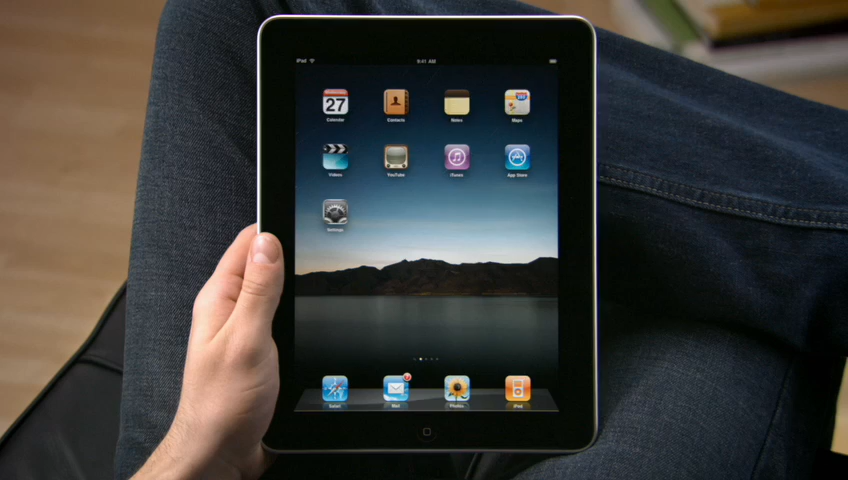 iPad 9:41 AM
27
Calendar Contacts Notes Maps
Videos YouTube iTunes App Store
Settings
Safari Mail Photos iPod